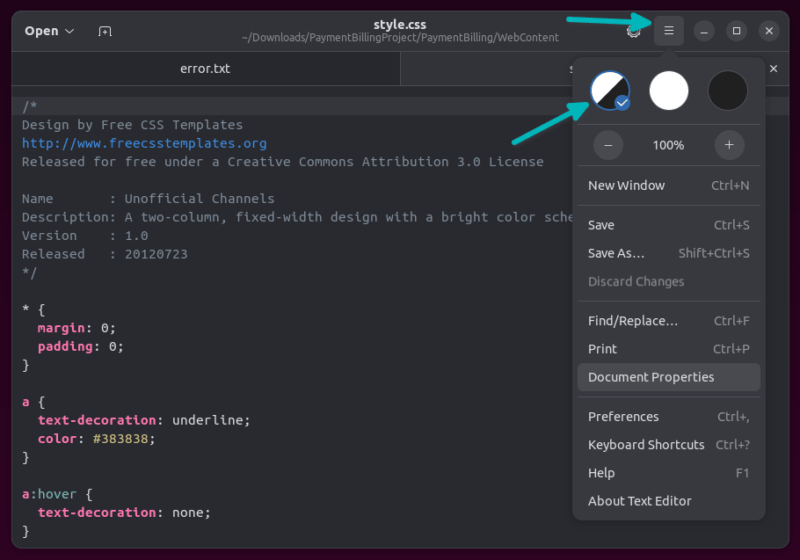 Open
style.css
~/Downloads/PaymentBillingProject/PaymentBilling/WebContent
error.txt
/*
Design by Free CSS Templates
http://www.freecsstemplates.org
Released for free under a Creative Commons Attribution 3.0 License
Name       : Unofficial Channels
Description: A two-column, fixed-width design with a bright color
Version    : 1.0
Released   : 20120723
*/
* {
  margin: 0;
  padding: 0;
}
a {
  text-decoration: underline;
  color: #383838;
}
a:hover {
  text-decoration: none;
}
100%
New Window Ctrl+N
Save Ctrl+S
Save As… Shift+Ctrl+S
Discard Changes
Find/Replace… Ctrl+F
Print Ctrl+P
Document Properties
Preferences Ctrl+,
Keyboard Shortcuts Ctrl+?
Help F1
About Text Editor